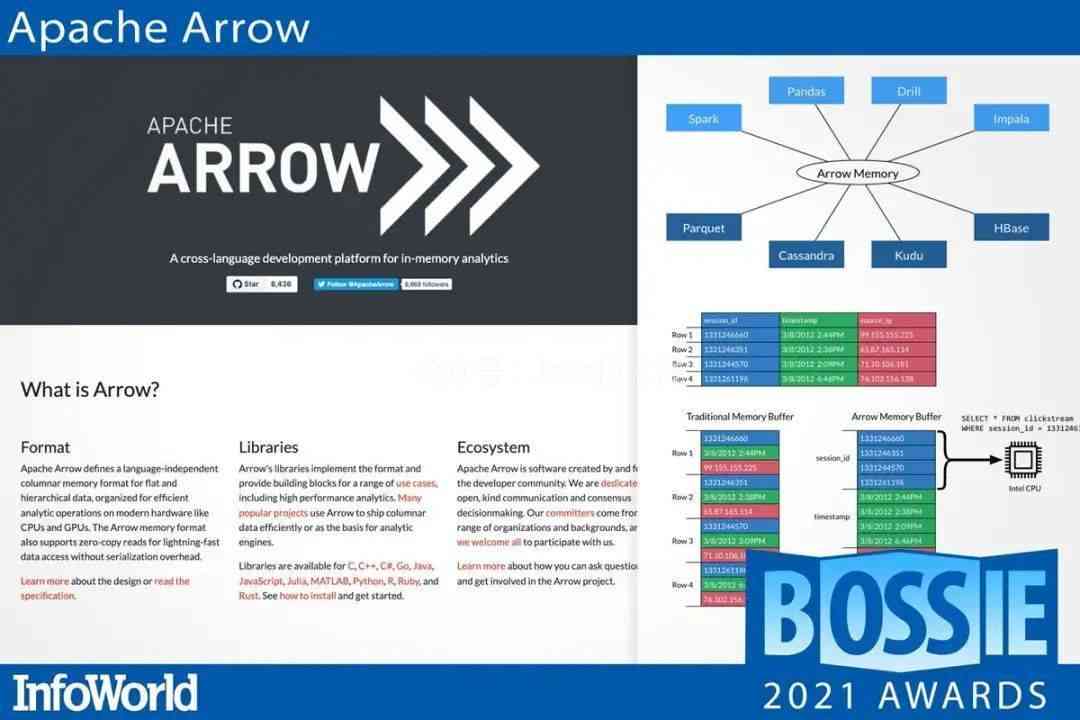 Apache Arrow
APACHE
ARROW
A cross-language development platform for in-memory analytics
Star 8,436
Follow @ApacheArrow
followers
What is Arrow?
Format
Apache Arrow defines a language-independent
columnar memory format for flat and
hierarchical data, organized for efficient
analytic operations on modern hardware like
CPUs and GPUs. The Arrow memory format
also supports zero-copy reads for lightning-fast
data access without serialization overhead.
Learn more about the design or read the
specification.
Libraries
Arrow's libraries implement the format and
provide building blocks for a range of use cases,
including high performance analytics. Many
popular projects use Arrow to ship columnar
data efficiently or as the basis for analytic
engines.
Libraries are available for C, C++, C#, Go, Java,
JavaScript, Julia, MATLAB, Python, R, Ruby, and
Rust. See how to install and get started.
Ecosystem
Apache Arrow is software created by and fo
the developer community. We are dedicate
open, kind communication and consensus
decisionmaking. Our committers come from
range of organizations and backgrounds, an
we welcome all to participate with us.
Learn more about how you can ask question
and get involved in the Arrow project.
Pandas
Drill
Spark
Impala
Arrow Memory
Parquet
HBase
Cassandra
Kudu
session_id timestamp source_ip
Row 1 1331246660 3/8/2012 2:44PM 99.155.155.225
Row 2 1331246351 3/8/2012 2:38PM 65.87.165.114
Row 3 1331244570 3/8/2012 2:09PM 71.10.106.181
Row 4 1331261196 3/8/2012 6:46PM 76.102.156.138
Traditional Memory Buffer
Row 1
1331246660
3/8/2012 2:44PM
99.155.155.225
Row 2
1331246351
3/8/2012 2:38PM
65.87.165.114
Row 3
1331244570
3/8/2012 2:09PM
71.10.106.1
Row 4
1331261196
3/8/2012 6:4
76.102.156.
Arrow Memory Buffer
session_id
1331246660
1331246351
1331244570
1331261196
timestamp
3/8/2012 2:44PM
3/8/2012 2:38PM
3/8/2012 2:09PM
3/8/2012 6:46PM
SELECT * FROM clickstream
WHERE session_id = 1331246
Intel CPU
BOSSIE
2021 AWARDS
InfoWorld